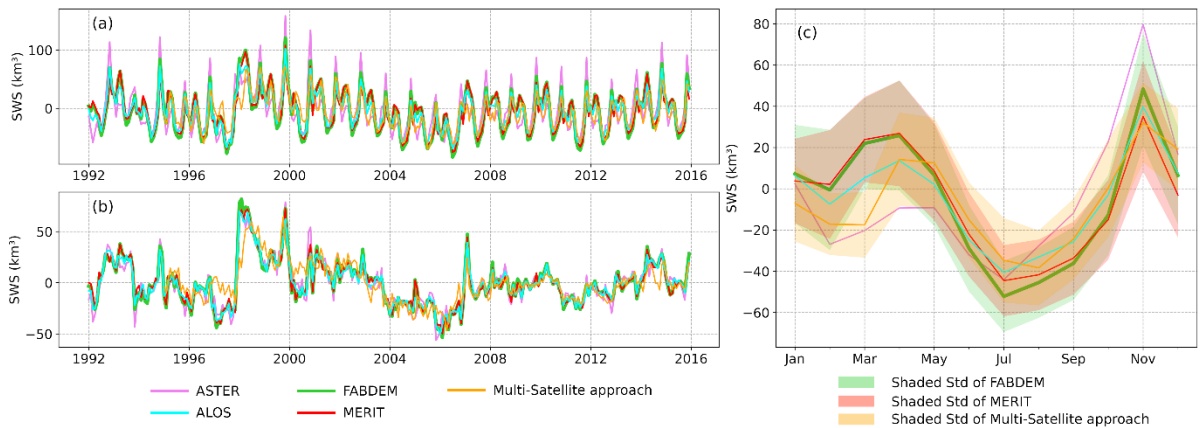 (a)
SWS (km³)
100
0
1992 1996 2000 2004 2008 2012 2016
(b)
SWS (km³)
50
0
−50
1992 1996 2000 2004 2008 2012 2016
ASTER FABDEM Multi-Satellite approach
ALOS MERIT
(c)
SWS (km³)
80
60
40
20
0
−20
−40
−60
Jan Mar May Jul Sep Nov
Shaded Std of FABDEM
Shaded Std of MERIT
Shaded Std of Multi-Satellite approach